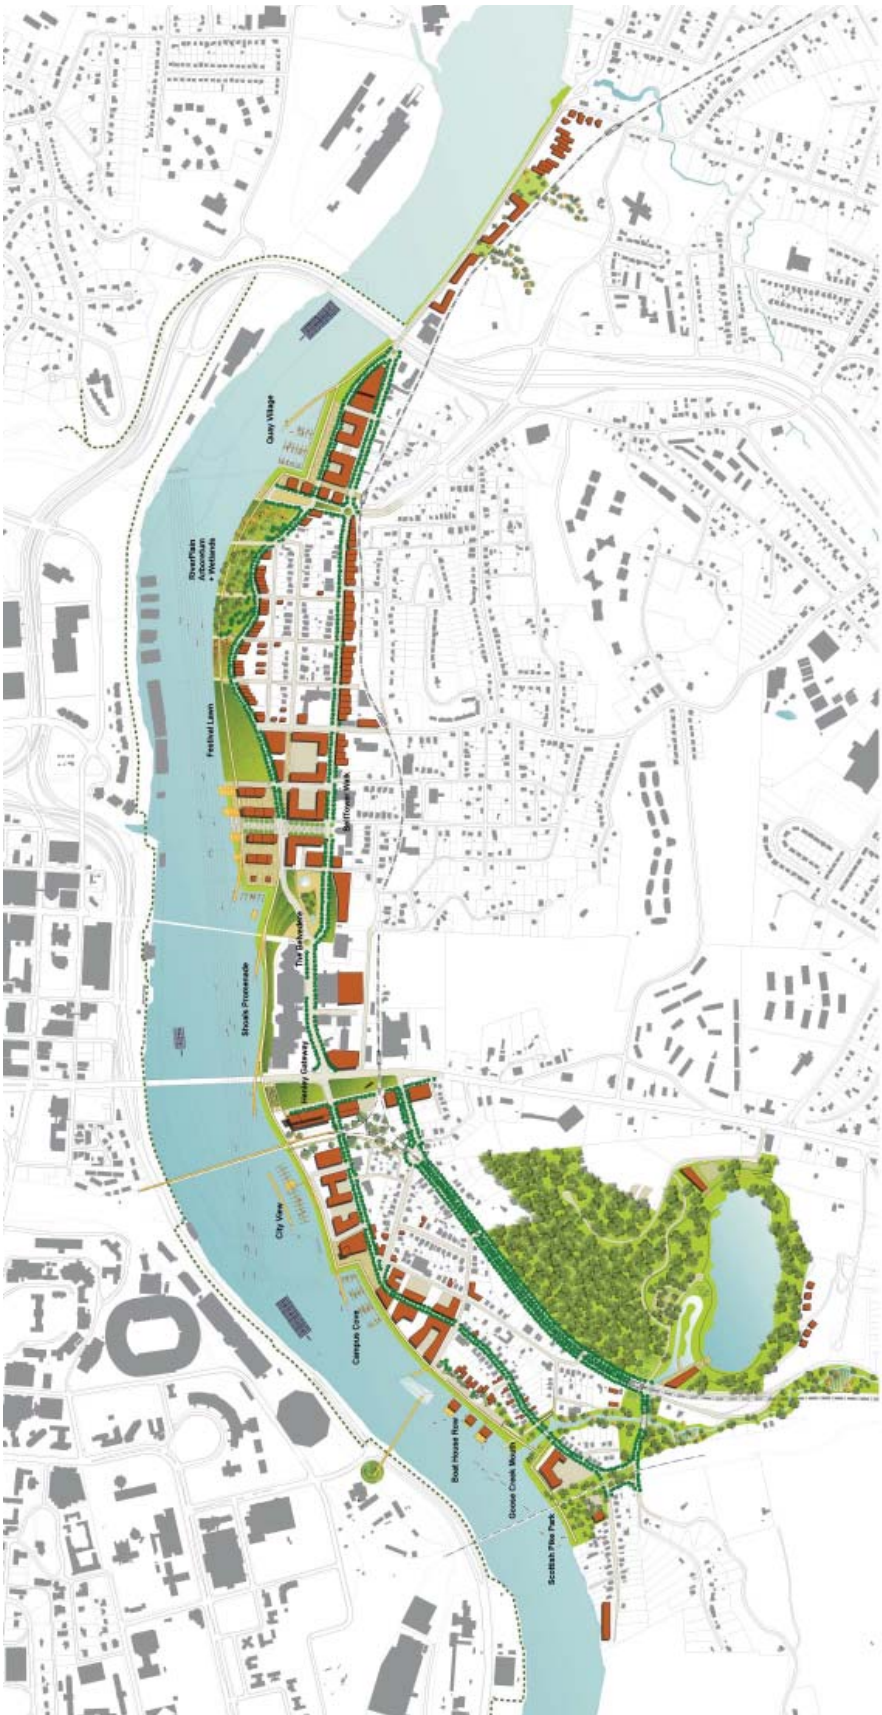 Scottish Pike Park
Goose Creek Mouth
Boat House Row
Campus Cove
City View
Henley Gateway
Shoals Promenade
The Belvedere
BellTower Walk
Festival Lawn
RiverPlain
Arboretum
+ Wetlands
Quay Village